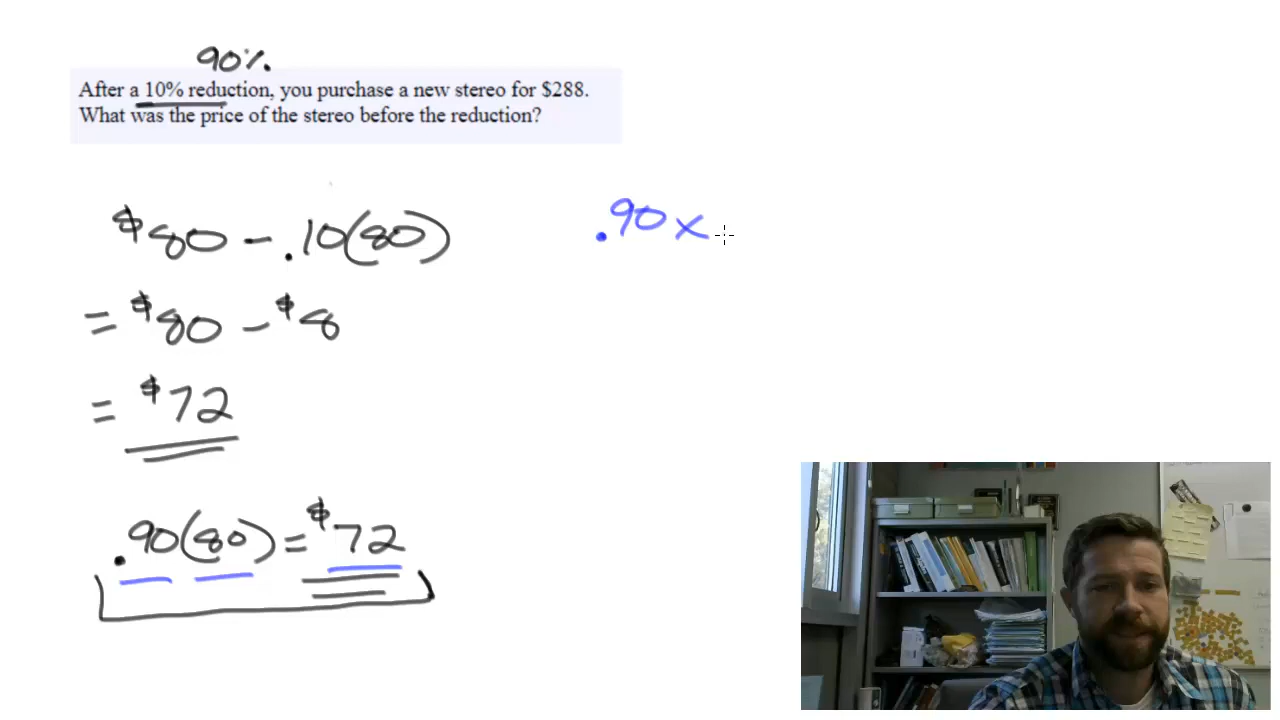 90%
After a 10% reduction, you purchase a new stereo for $288.
What was the price of the stereo before the reduction?
$80 - .10(80)
= $80 - $8
= $72
.90(80) = $72
.90x